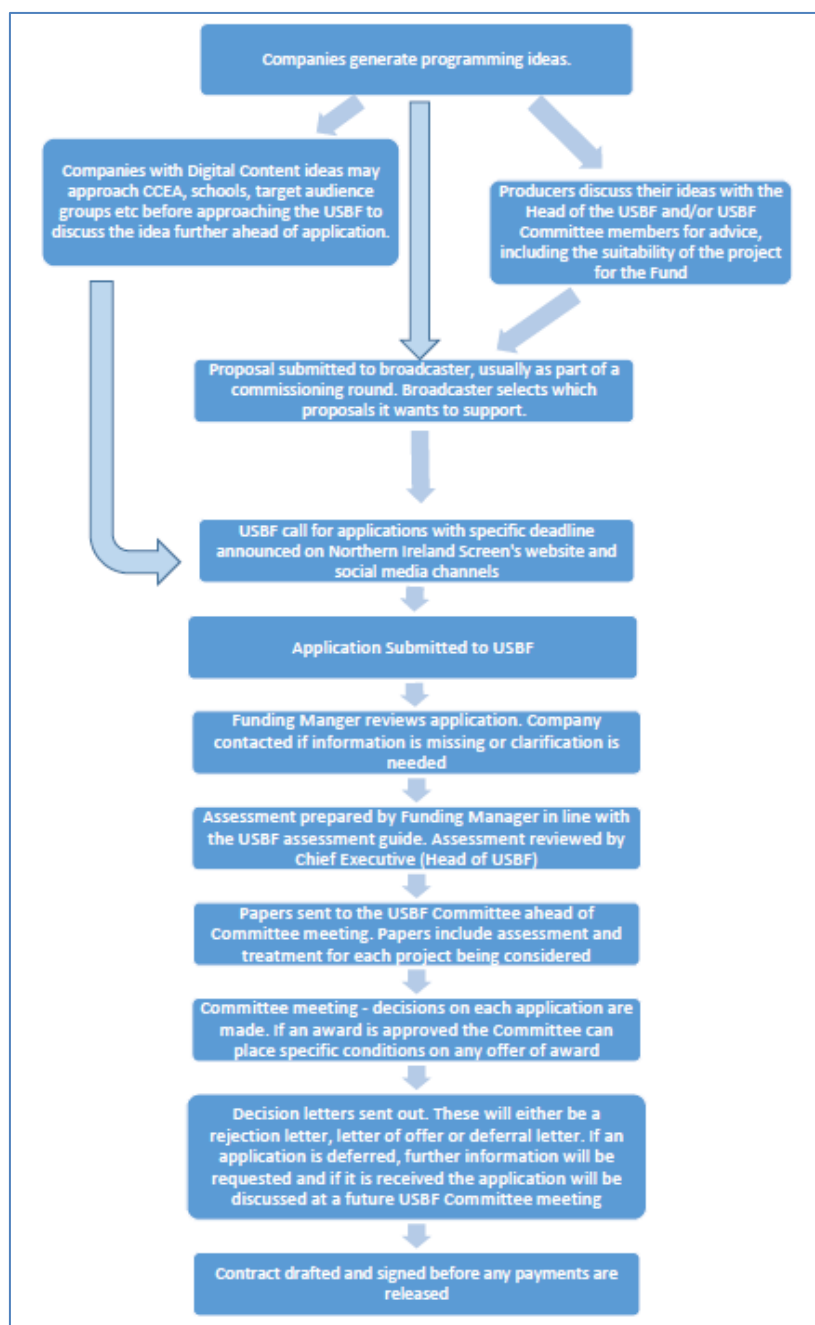 Companies generate programming ideas.
Companies with Digital Content ideas may
approach CCEA, schools, target audience
groups etc before approaching the USBF to
discuss the idea further ahead of application.
Producers discuss their ideas with the
Head of the USBF and/or USBF
Committee members for advice,
including the suitability of the project
for the Fund
Proposal submitted to broadcaster, usually as part of a
commissioning round. Broadcaster selects which
proposals it wants to support.
USBF call for applications with specific deadline
announced on Northern Ireland Screen's website and
social media channels
Application Submitted to USBF
Funding Manger reviews application. Company
contacted if information is missing or clarification is
needed
Assessment prepared by Funding Manager in line with
the USBF assessment guide. Assessment reviewed by
Chief Executive (Head of USBF)
Papers sent to the USBF Committee ahead of
Committee meeting. Papers include assessment and
treatment for each project being considered
Committee meeting - decisions on each application are
made. If an award is approved the Committee can
place specific conditions on any offer of award
Decision letters sent out. These will either be a
rejection letter, letter of offer or deferral letter. If an
application is deferred, further information will be
requested and if it is received the application will be
discussed at a future USBF Committee meeting
Contract drafted and signed before any payments are
released